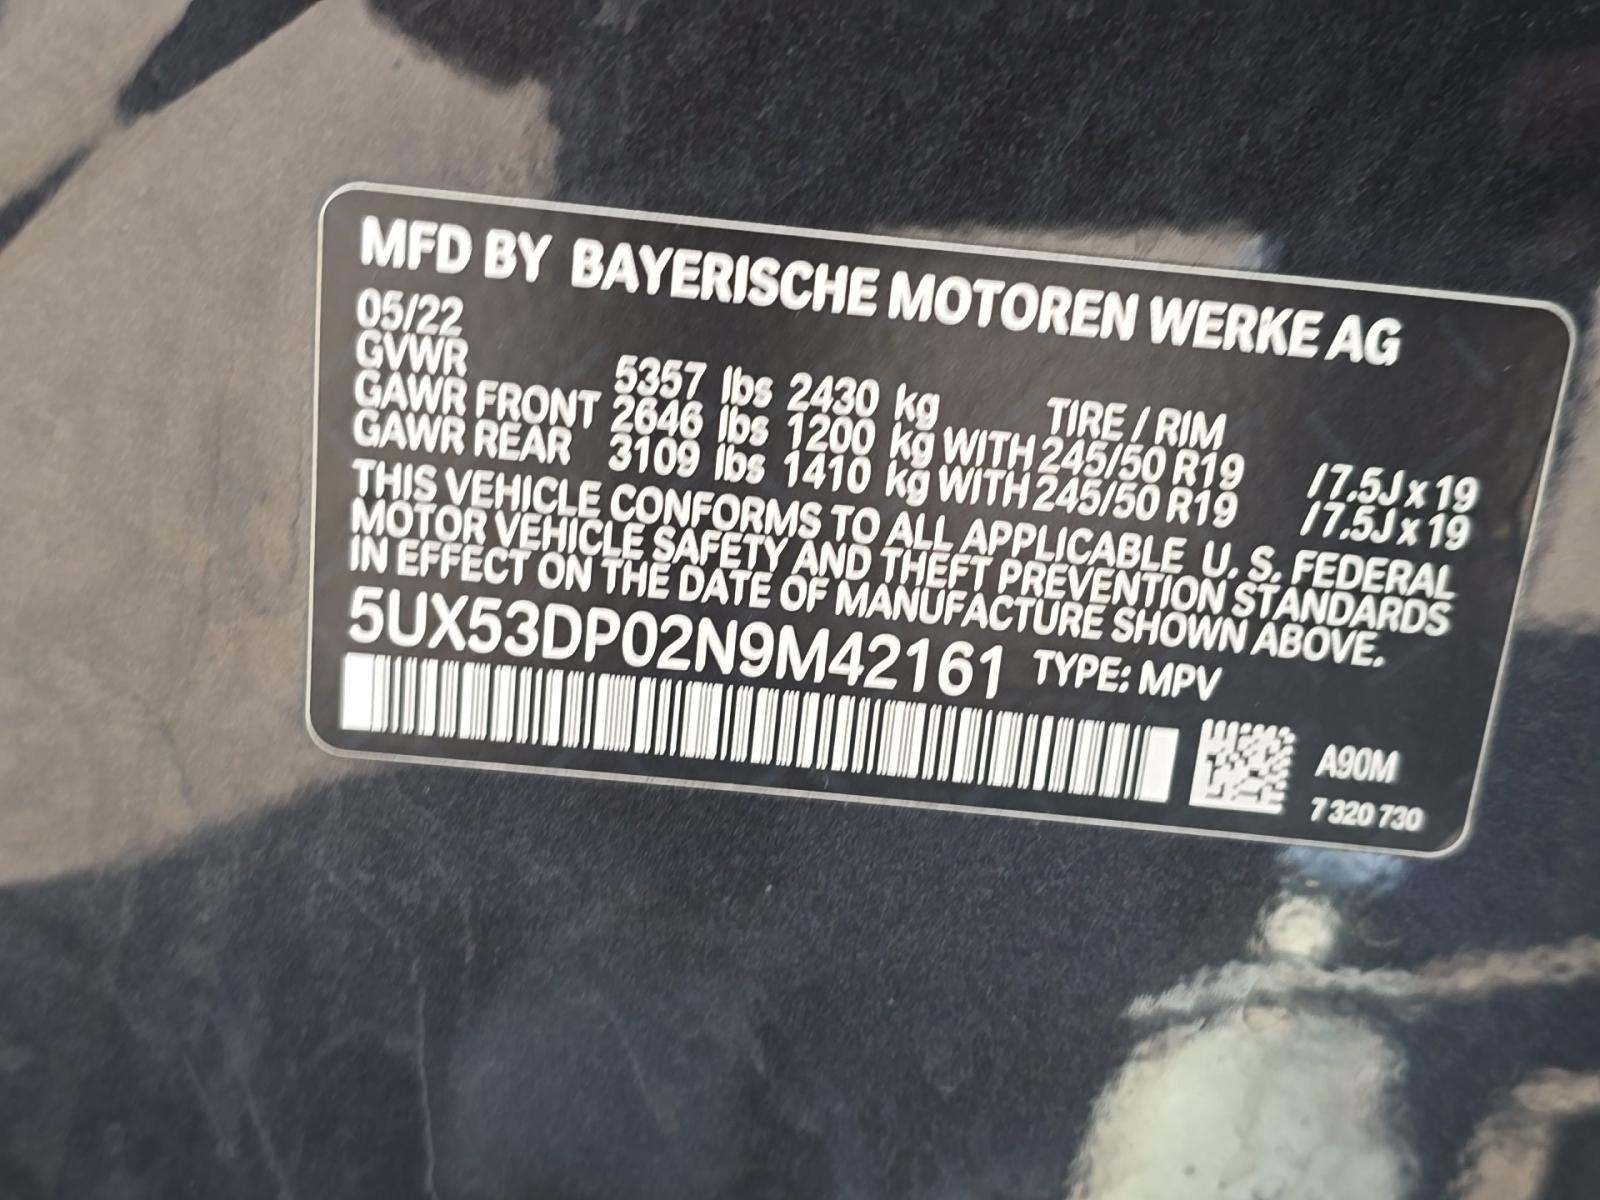 MFD BY BAYERISCHE MOTOREN WERKE AG
05/22
GVWR 5357 lbs 2430 kg TIRE / RIM
GAWR FRONT 2646 lbs 1200 kg WITH 245/50 R19 /7.5J x 19
GAWR REAR 3109 lbs 1410 kg WITH 245/50 R19 /7.5J x 19
THIS VEHICLE CONFORMS TO ALL APPLICABLE U. S. FEDERAL
MOTOR VEHICLE SAFETY AND THEFT PREVENTION STANDARDS
IN EFFECT ON THE DATE OF MANUFACTURE SHOWN ABOVE.
5UX53DP02N9M42161 TYPE: MPV
A90M
7 320 730